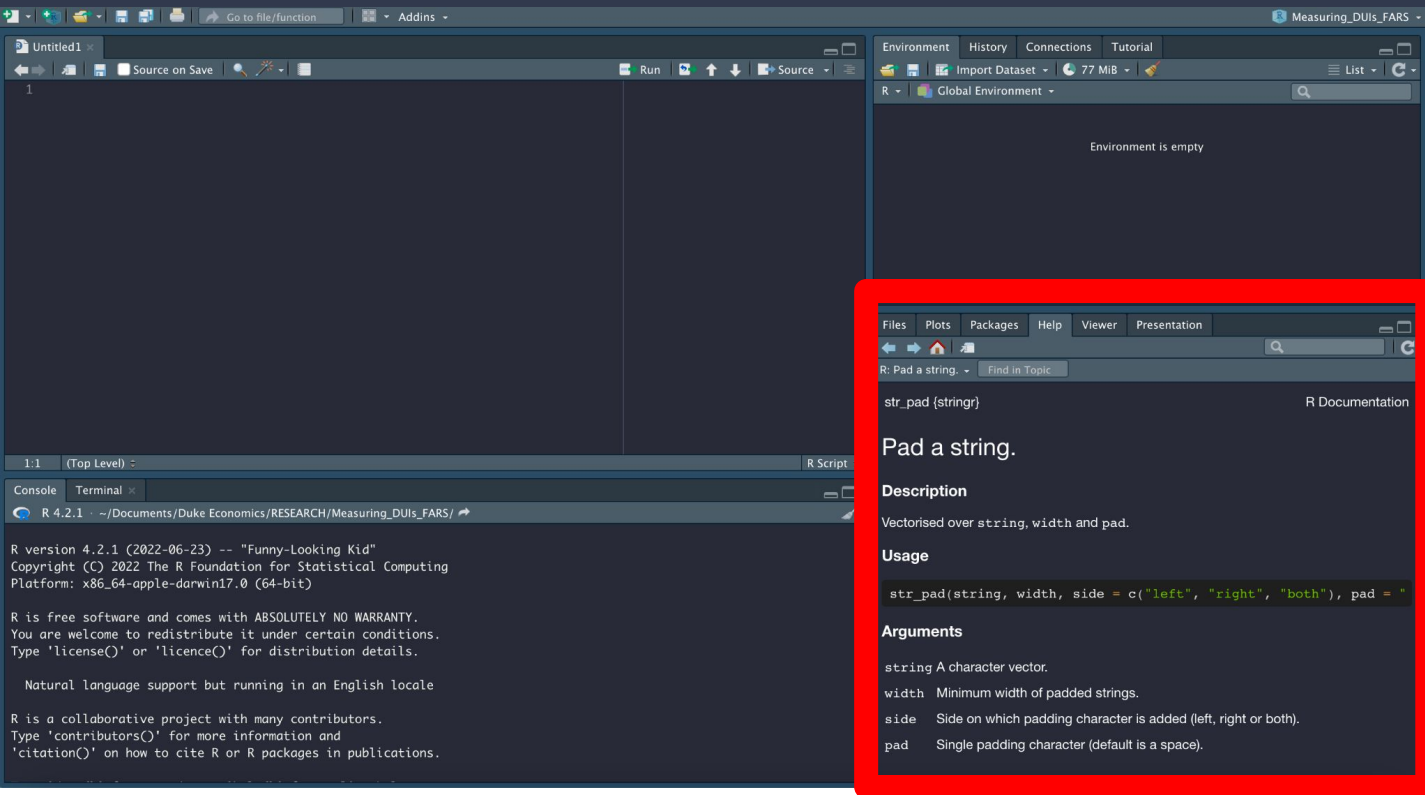 Go to file/function
Addins
Measuring_DUIs_FARS
Untitled1
Source on Save
Run
Source
1
1:1 (Top Level) R Script
Console Terminal
R 4.2.1 · ~/Documents/Duke Economics/RESEARCH/Measuring_DUIs_FARS/
R version 4.2.1 (2022-06-23) -- "Funny-Looking Kid"
Copyright (C) 2022 The R Foundation for Statistical Computing
Platform: x86_64-apple-darwin17.0 (64-bit)
R is free software and comes with ABSOLUTELY NO WARRANTY.
You are welcome to redistribute it under certain conditions.
Type 'license()' or 'licence()' for distribution details.
Natural language support but running in an English locale
R is a collaborative project with many contributors.
Type 'contributors()' for more information and
'citation()' on how to cite R or R packages in publications.
Environment History Connections Tutorial
Import Dataset 77 MiB List
R Global Environment
Environment is empty
Files Plots Packages Help Viewer Presentation
R: Pad a string. Find in Topic
str_pad {stringr} R Documentation
Pad a string.
Description
Vectorised over string, width and pad.
Usage
str_pad(string, width, side = c("left", "right", "both"), pad = "
Arguments
string A character vector.
width Minimum width of padded strings.
side Side on which padding character is added (left, right or both).
pad Single padding character (default is a space).